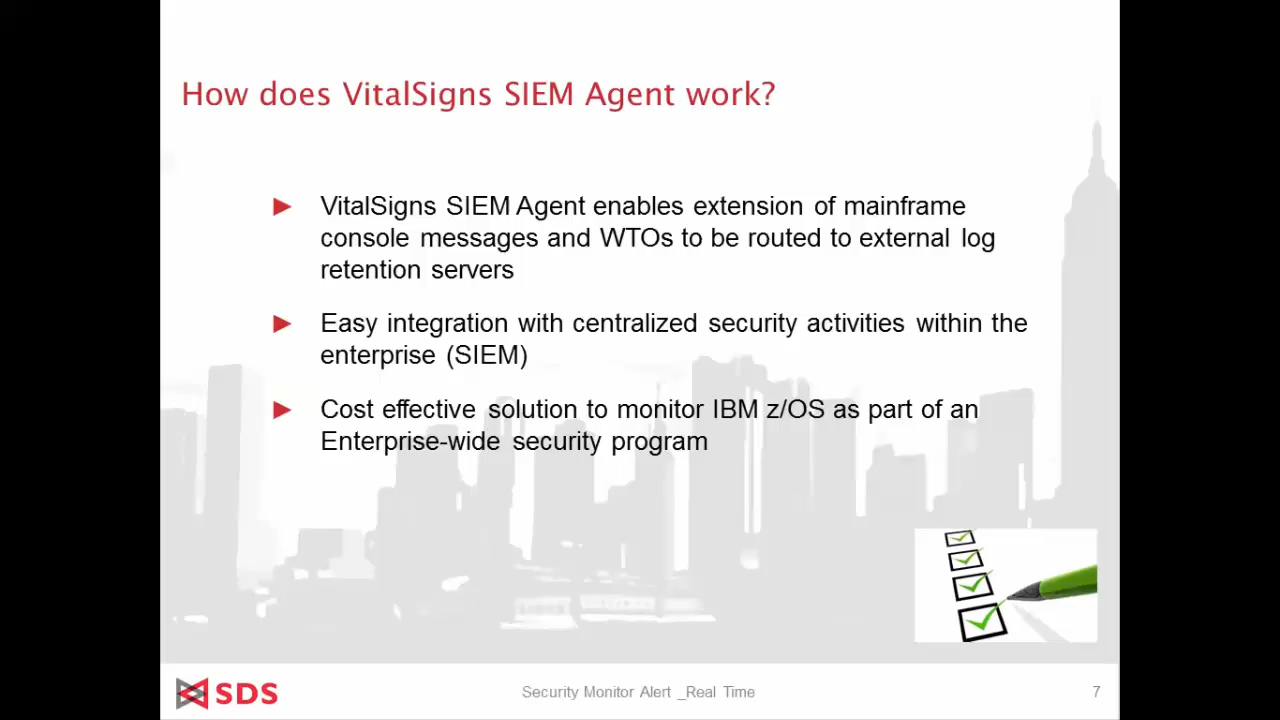 How does VitalSigns SIEM Agent work?
► VitalSigns SIEM Agent enables extension of mainframe
console messages and WTOs to be routed to external log
retention servers
► Easy integration with centralized security activities within the
enterprise (SIEM)
► Cost effective solution to monitor IBM z/OS as part of an
Enterprise-wide security program
SDS
Security Monitor Alert _Real Time
7